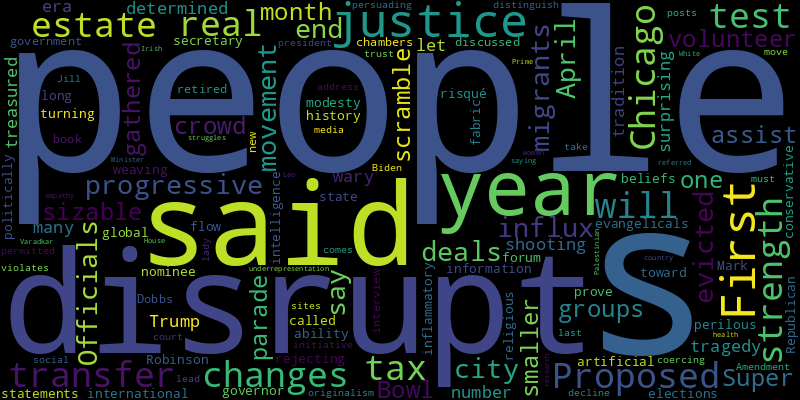 era
determined
month
persuading
distinguish
estate
real
end
justice
posts
test
government
Irish
secretary
president
chambers
let
discussed
volunteer
trust
White
move
people
gathered
movement
scramble
April
migrants
Chicago
tradition
surprising
treasured
Jill
long
retired
address
Prime
turning
modesty
risqué
fabric
book
crowd
history
assist
struggles
media
new
women
take
Minister
saying
referred
politically
weaving
Leo
Biden
wary
year
beliefs
one
must
conservative
progressive
empathy
said
state
will
sizable
intelligence
many
flow
influx
evangelicals
evicted
First
strength
Varadkar
global
House
lady
officials
permitted
comes
deals
shooting
Palestinian
country
violates
nominee
underrepresentation
forum
information
toward
Mark
disrupts
S
Dobbs
parade
say
interview
inflammatory
religious
smaller
prove
Republican
Trump
sites
called
groups
perilous
court
ability
last
health
social
Robinson
initiative
tragedy
rejecting
city
artificial
coercing
transfer
lead
changes
tax
research
Proposed
Amendment
Super
statements
international
governor
originalism
Bowl
number
decline
elections